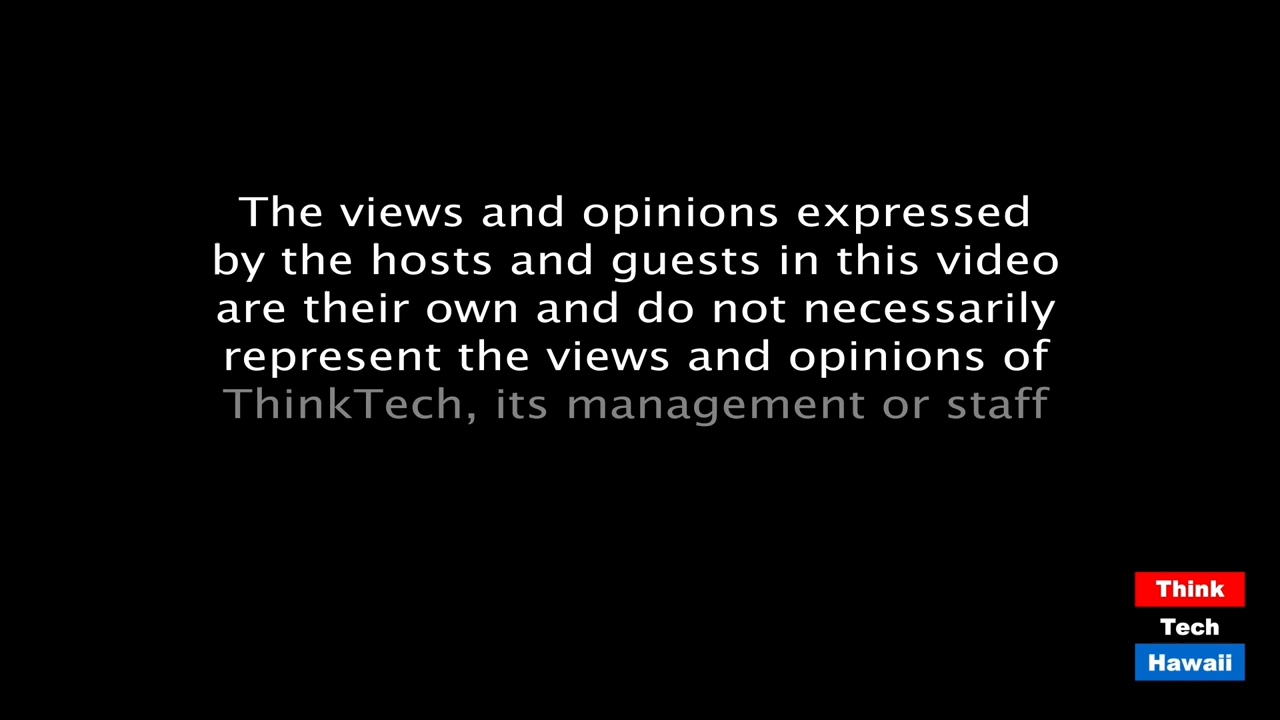 The views and opinions expressed
by the hosts and guests in this video
are their own and do not necessarily
represent the views and opinions of
ThinkTech, its management or staff
Think
Tech
Hawaii